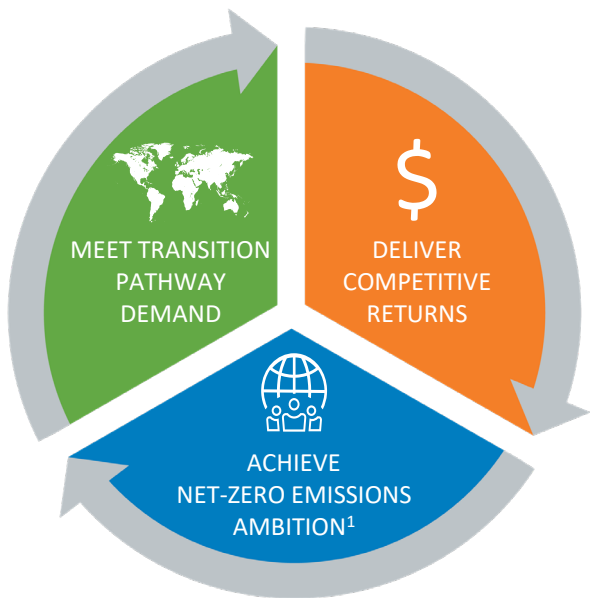 MEET TRANSITION
PATHWAY
DEMAND
$
DELIVER
COMPETITIVE
RETURNS
ACHIEVE
NET-ZERO EMISSIONS
AMBITION¹